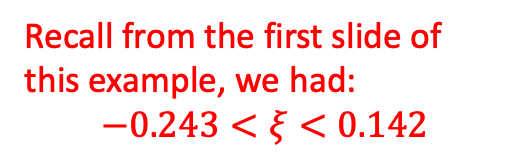 Recall from the first slide of
this example, we had:
−0.243 < ξ < 0.142